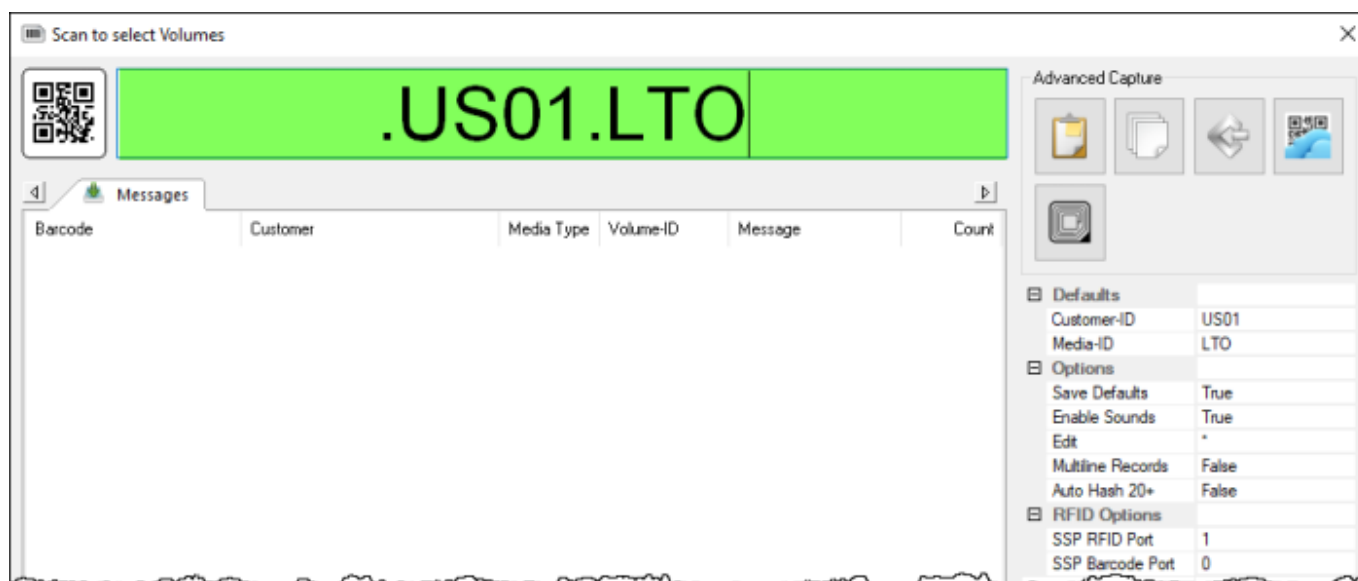 Scan to select Volumes
.US01.LTO
Messages
Barcode Customer Media Type Volume-ID Message Count
Advanced Capture
Defaults
Customer-ID US01
Media-ID LTO
Options
Save Defaults True
Enable Sounds True
Edit *
Multiline Records False
Auto Hash 20+ False
RFID Options
SSP RFID Port 1
SSP Barcode Port 0